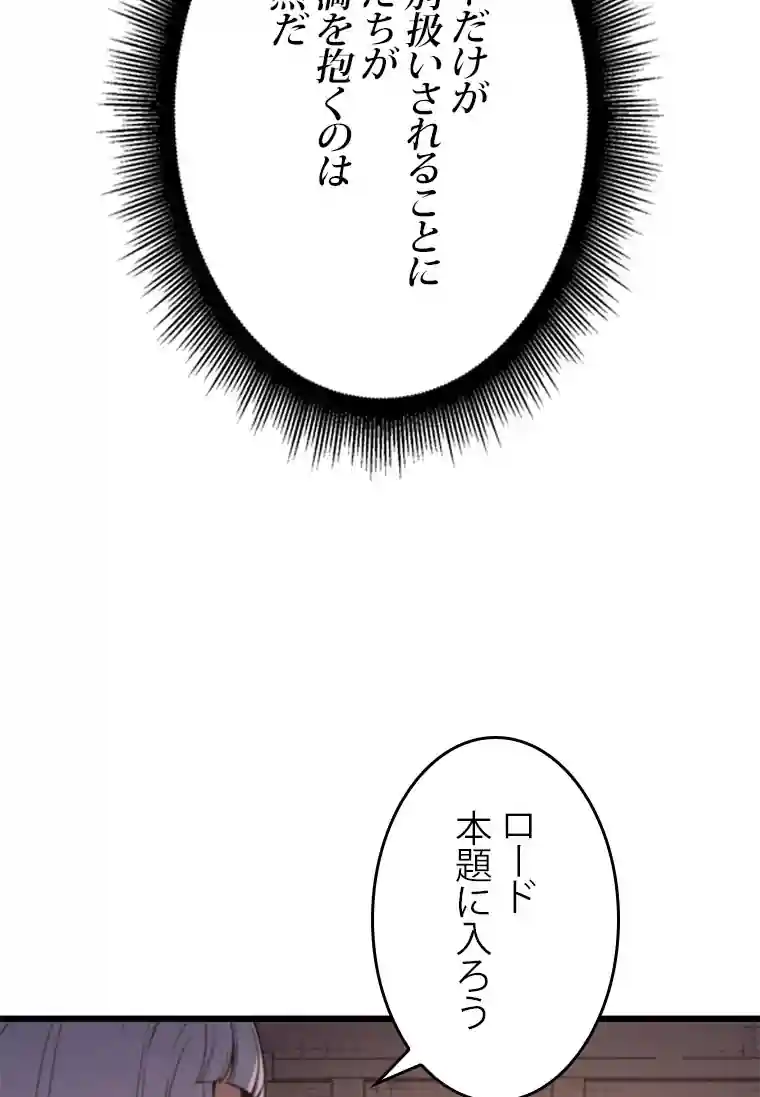 だけが
扱いされることに
ちが
を抱くのは
だ
ロード
本題に入ろう